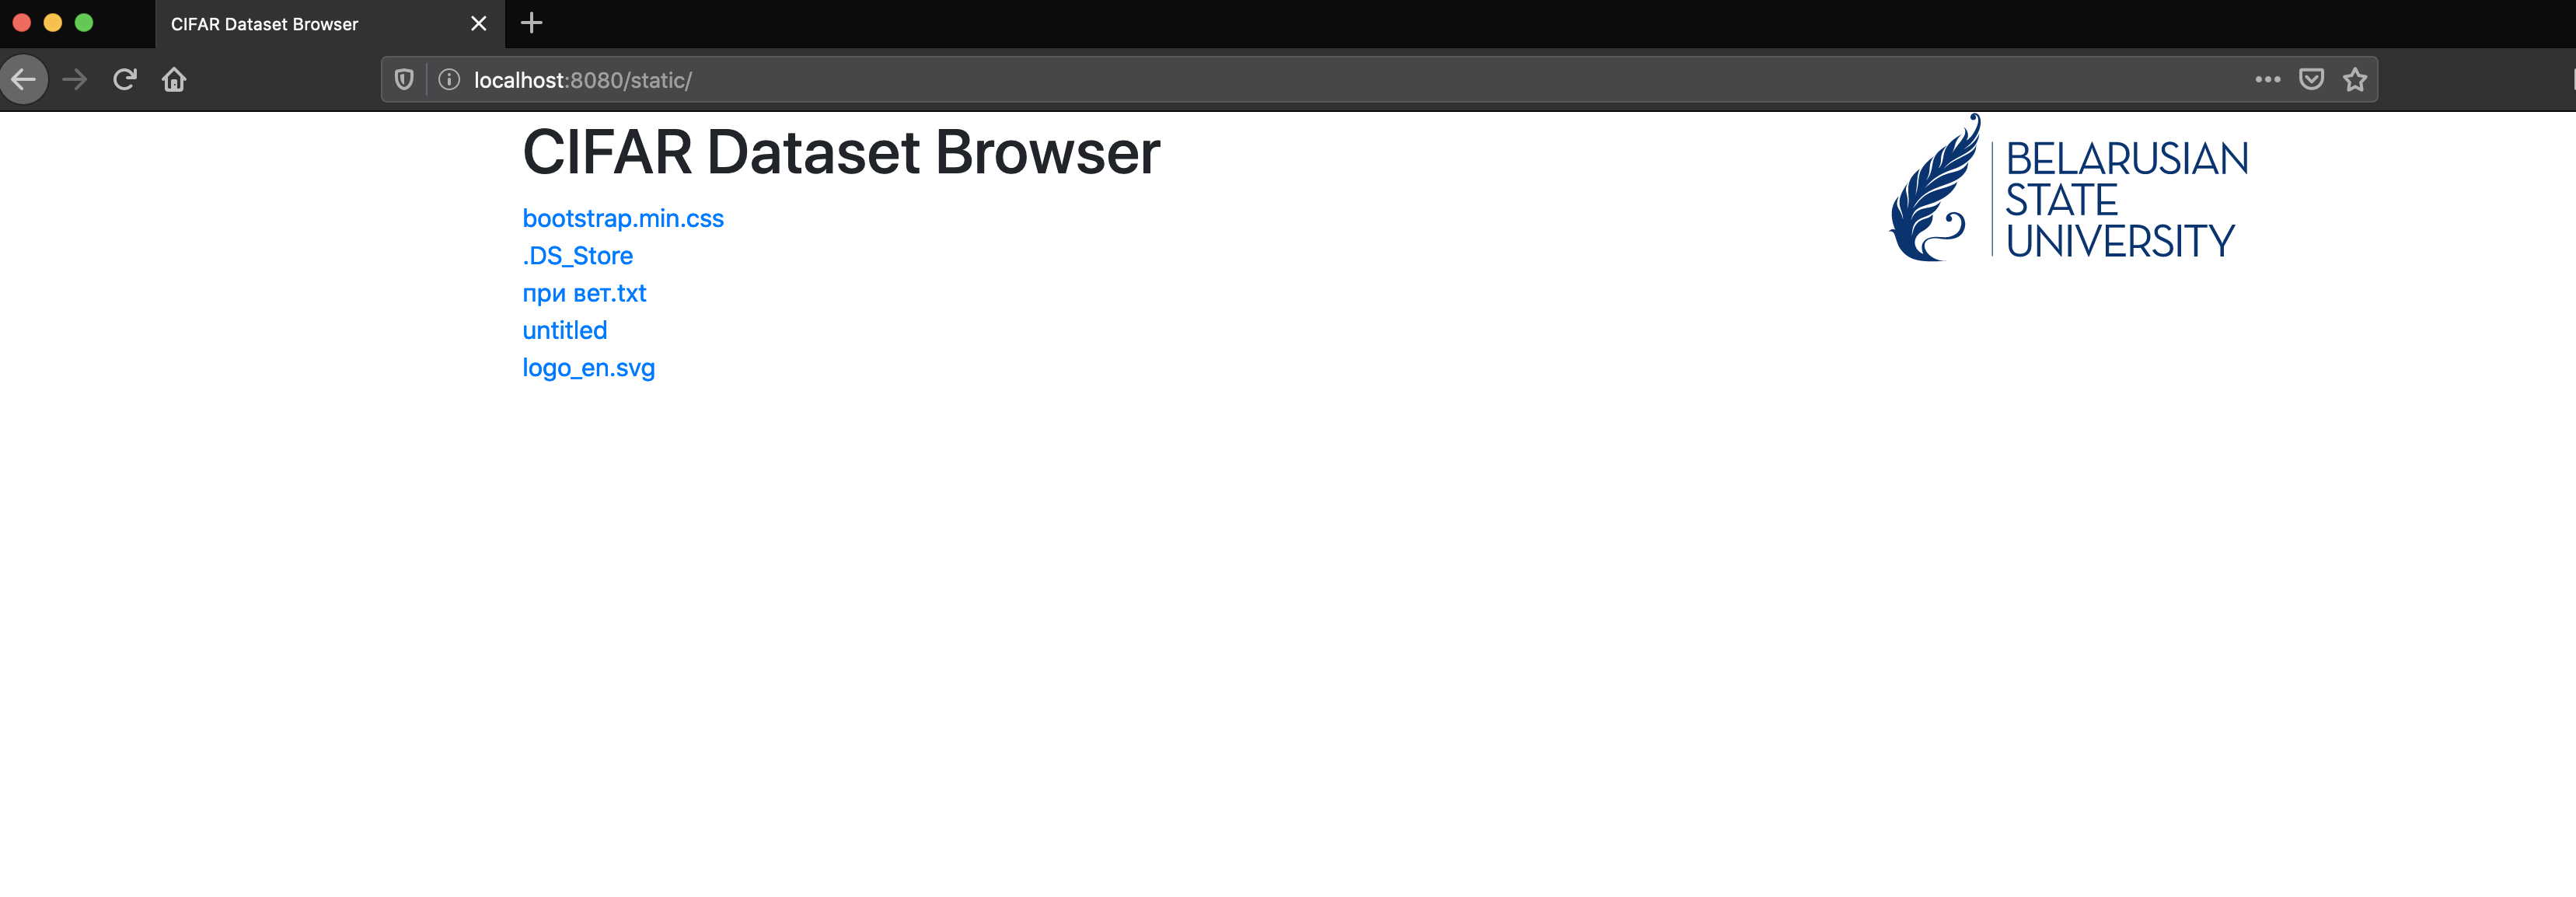 CIFAR Dataset Browser
localhost:8080/static/
CIFAR Dataset Browser
BELARUSIAN
STATE
UNIVERSITY
bootstrap.min.css
.DS_Store
при вет.txt
untitled
logo_en.svg